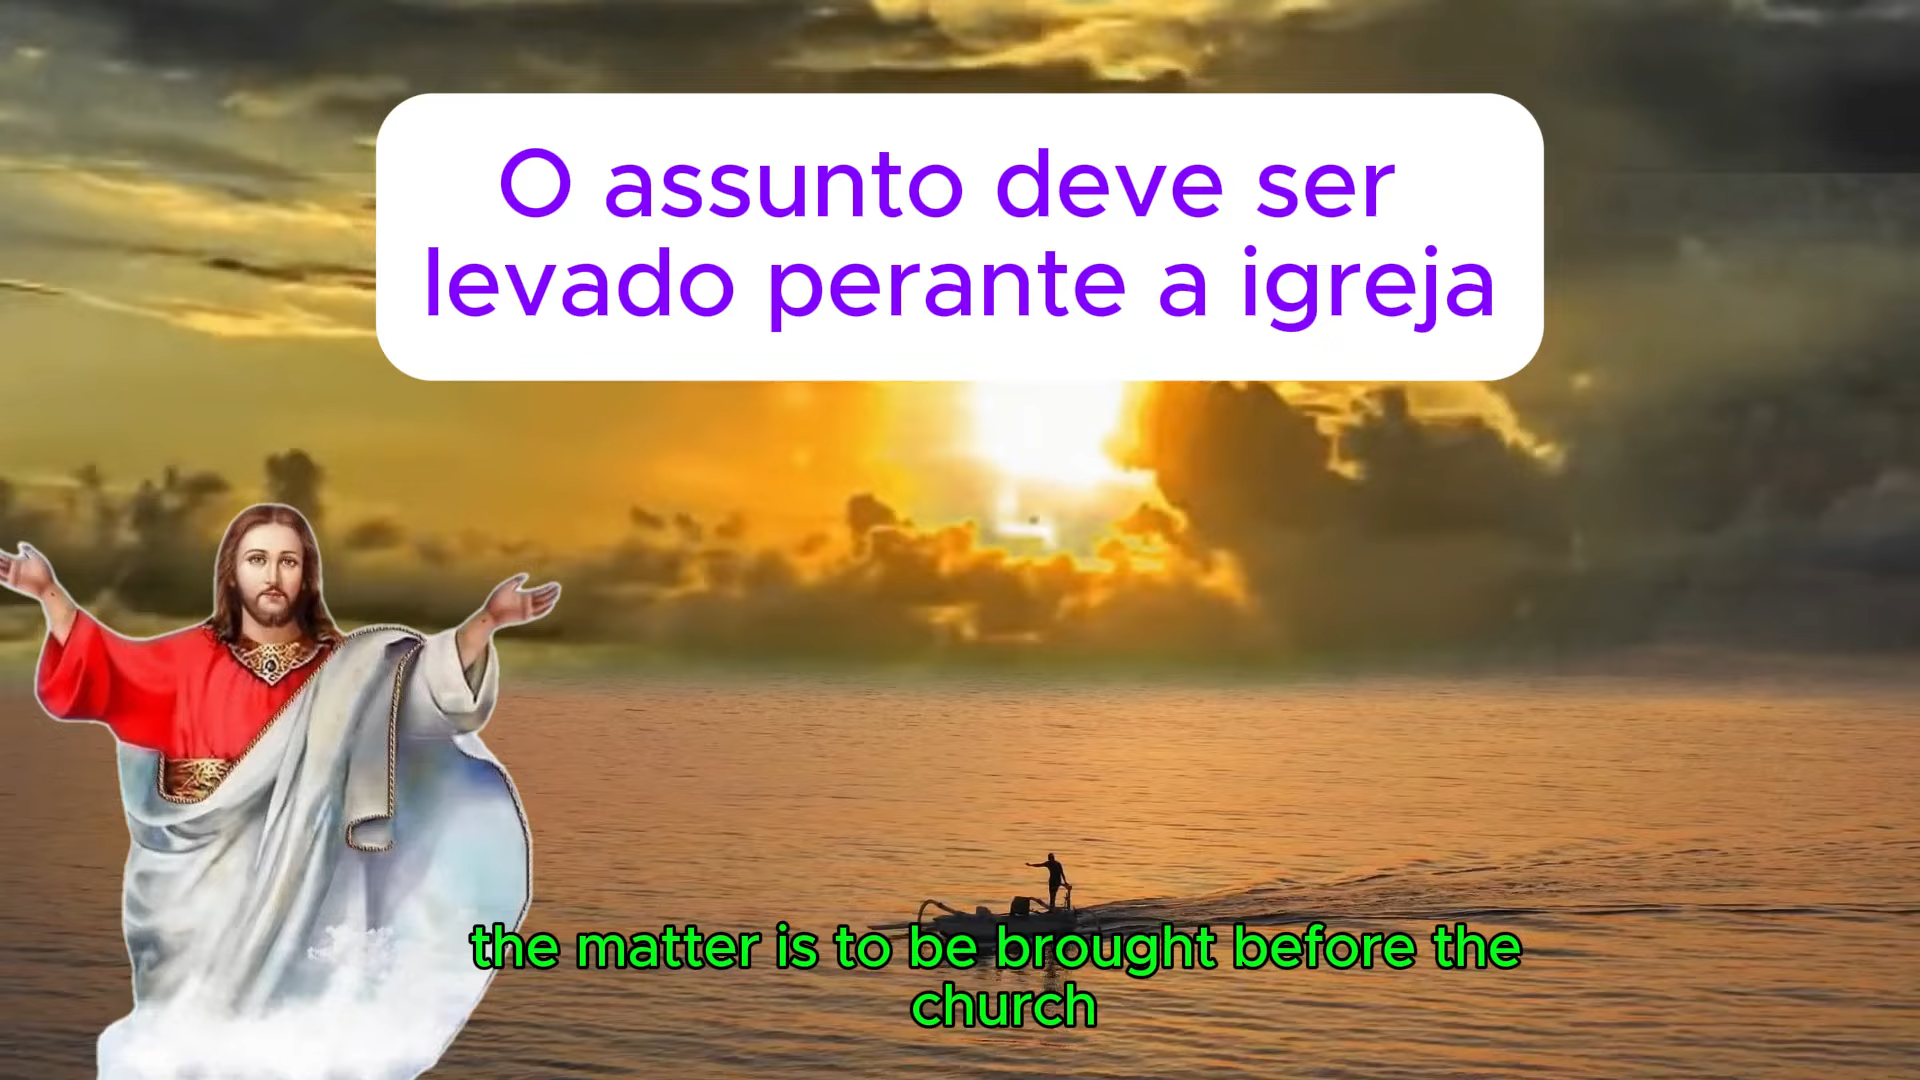 O assunto deve ser
levado perante a igreja
the matter is to be brought before the
church